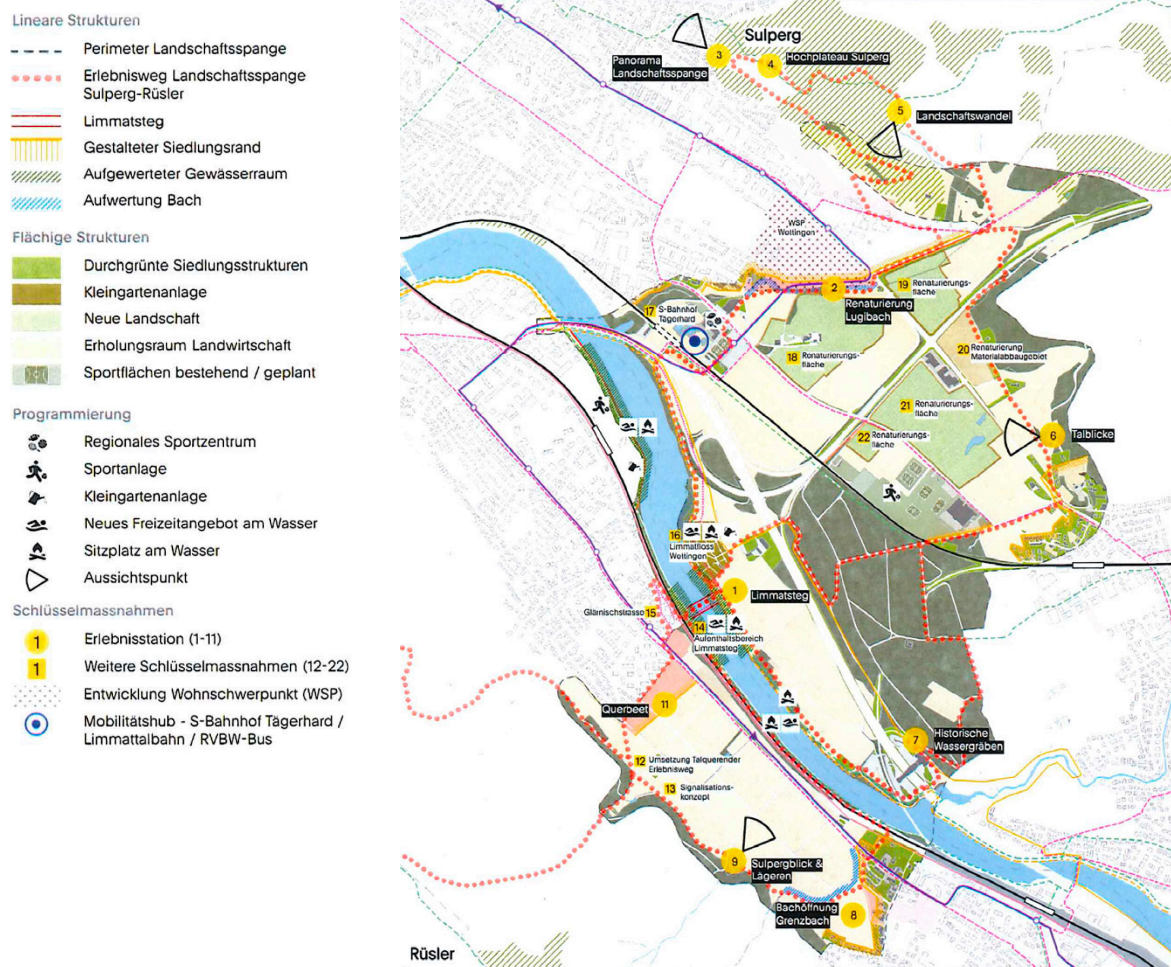 Lineare Strukturen
Perimeter Landschaftsspange
Erlebnisweg Landschaftsspange
Sulperg-Rüsler
Limmatsteg
Gestalteter Siedlungsrand
Aufgewerteter Gewässerraum
Aufwertung Bach
Flächige Strukturen
Durchgrünte Siedlungsstrukturen
Kleingartenanlage
Neue Landschaft
Erholungsraum Landwirtschaft
Sportflächen bestehend / geplant
Programmierung
Regionales Sportzentrum
Sportanlage
Kleingartenanlage
Neues Freizeitangebot am Wasser
Sitzplatz am Wasser
Aussichtspunkt
Schlüsselmassnahmen
1 Erlebnisstation (1-11)
1 Weitere Schlüsselmassnahmen (12-22)
Entwicklung Wohnschwerpunkt (WSP)
Mobilitätshub - S-Bahnhof Tägerhard /
Limmattalbahn / RVBW-Bus
Sulperg
3
Panorama
Landschaftsspange
4
Hochplateau Sulperg
5
Landschaftswandel
WSP
Wettingen
2
Renaturierung
Lugibach
19 Renaturierungs-
fläche
17 S-Bahnhof
Tägerhard
18 Renaturierungs-
fläche
20 Renaturierung
Materialabbaugebiet
21 Renaturierungs-
fläche
22 Renaturierungs-
fläche
6 Talblicke
16
Limmatfloss
Wettingen
1 Limmatsteg
Glärnischstrasse 15
14
Aufenthaltsbereich
Limmatsteg
Querbeet 11
7 Historische
Wassergräben
12 Umsetzung Talquerender
Erlebnisweg
13 Signalisations-
konzept
9 Sulpergblick &
Lägeren
Bachöffnung
Grenzbach
8
Rüsler